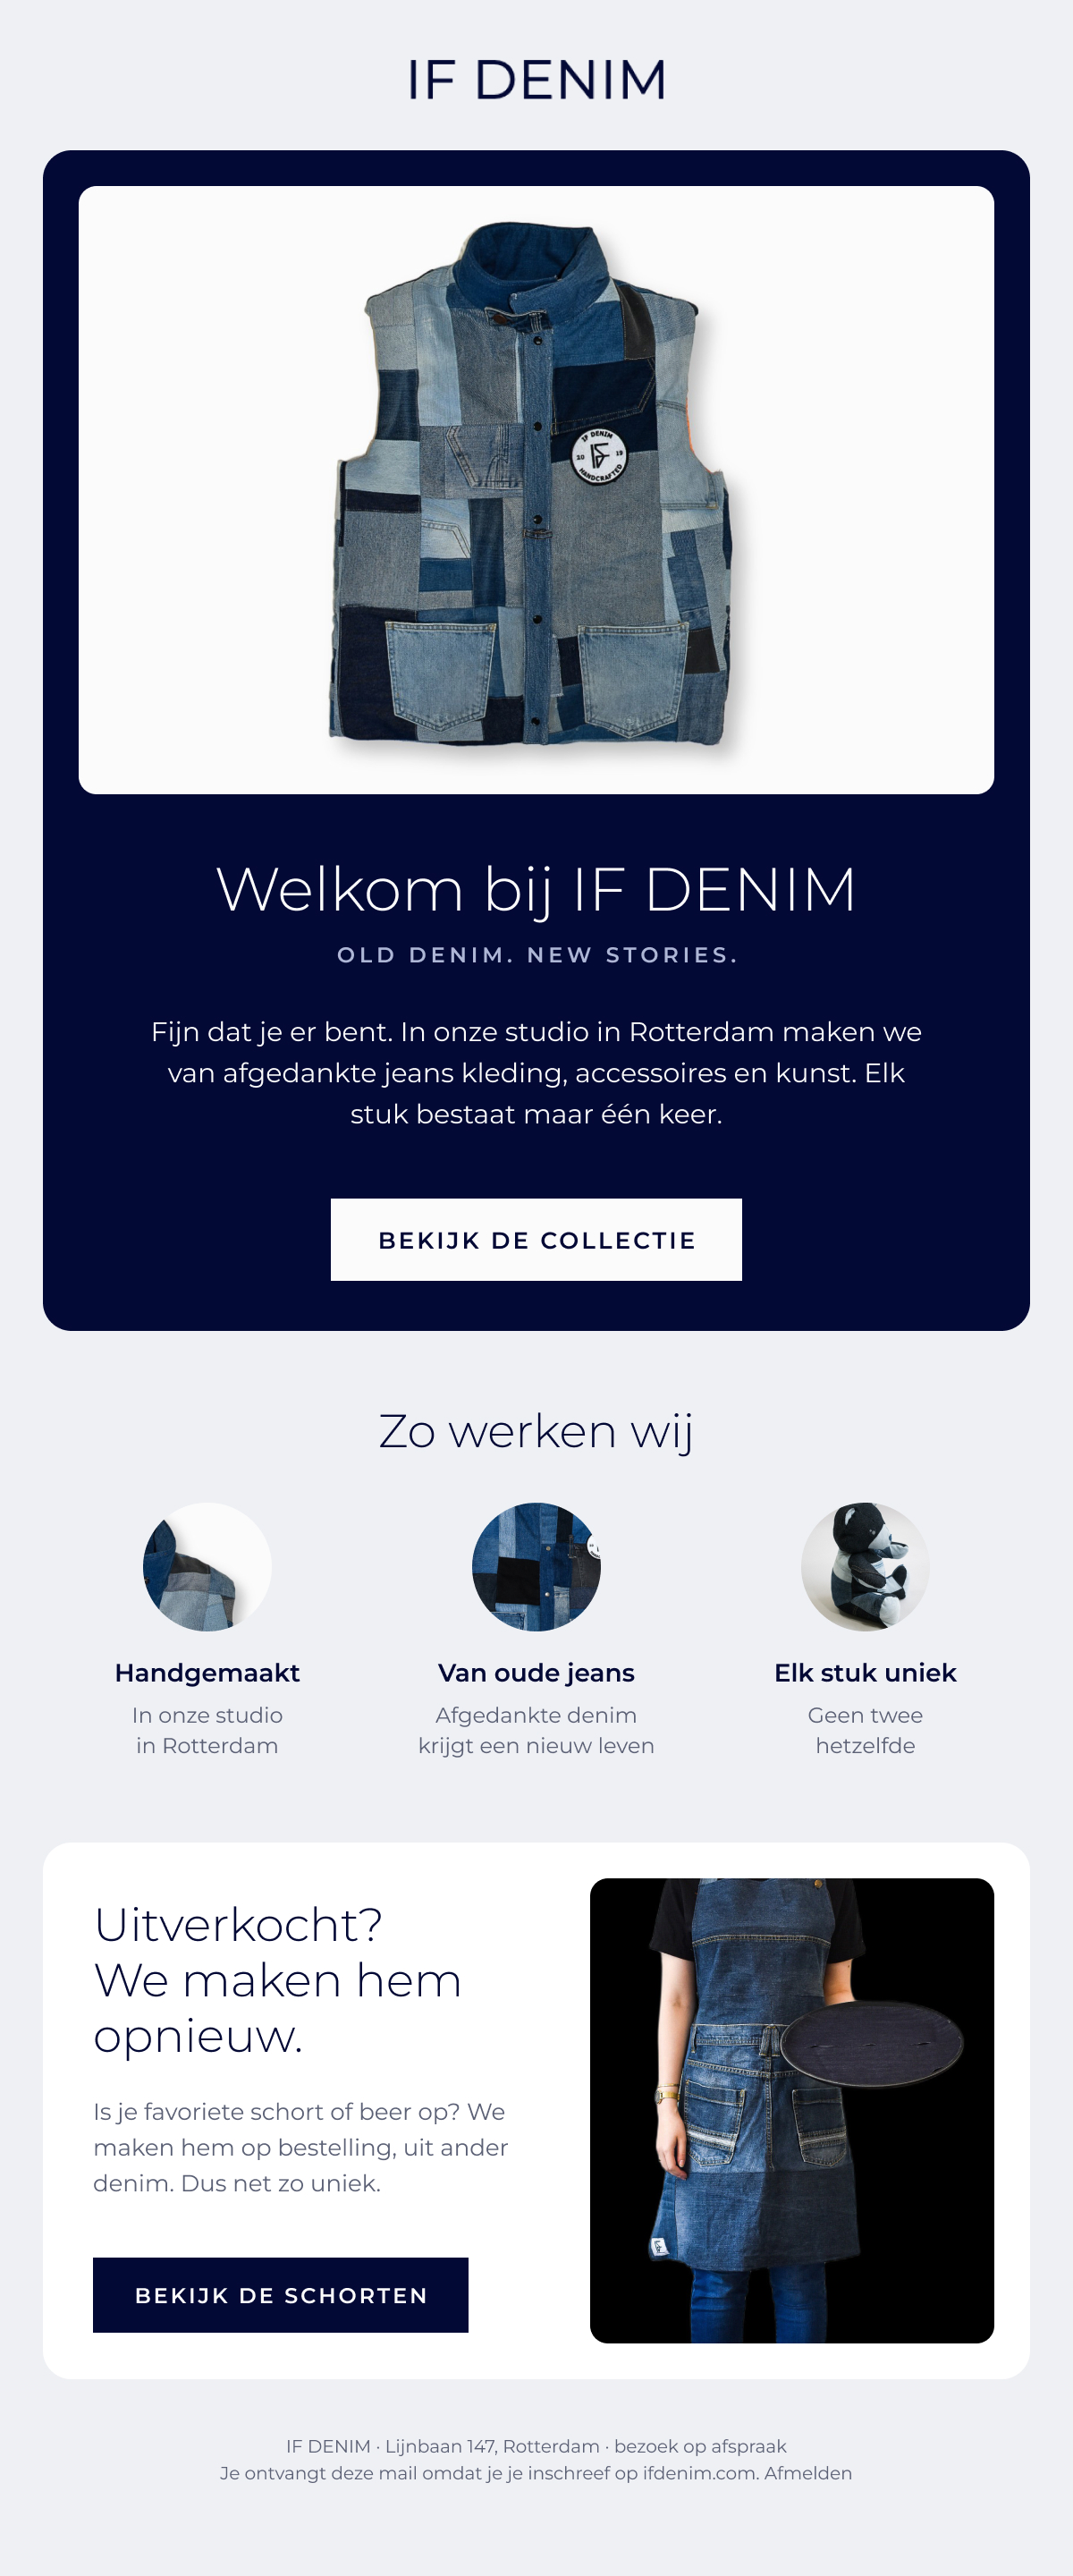 IF DENIM
IF DENIM
20 19
HANDCRAFTED
Welkom bij IF DENIM
OLD DENIM. NEW STORIES.
Fijn dat je er bent. In onze studio in Rotterdam maken we
van afgedankte jeans kleding, accessoires en kunst. Elk
stuk bestaat maar één keer.
BEKIJK DE COLLECTIE
Zo werken wij
Handgemaakt
In onze studio
in Rotterdam
Van oude jeans
Afgedankte denim
krijgt een nieuw leven
Elk stuk uniek
Geen twee
hetzelfde
Uitverkocht?
We maken hem
opnieuw.
Is je favoriete schort of beer op? We
maken hem op bestelling, uit ander
denim. Dus net zo uniek.
BEKIJK DE SCHORTEN
IF DENIM · Lijnbaan 147, Rotterdam · bezoek op afspraak
Je ontvangt deze mail omdat je je inschreef op ifdenim.com. Afmelden